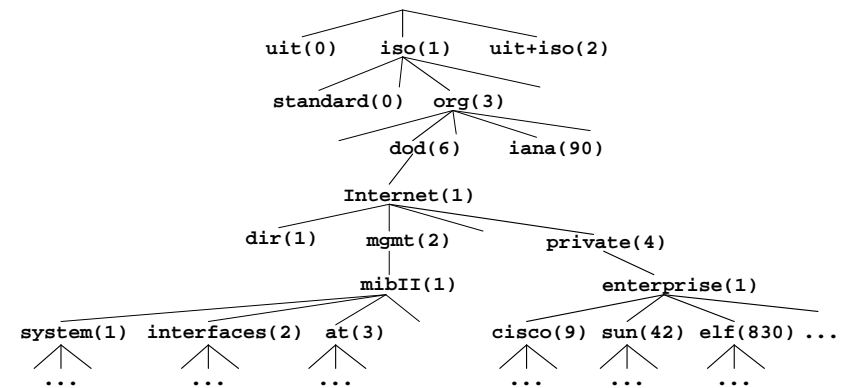 uit(0) iso(1) uit+iso(2)
standard(0) org(3)
dod(6) iana(90)
Internet(1)
dir(1) mgmt(2) private(4)
mibII(1) enterprise(1)
system(1) interfaces(2) at(3) cisco(9) sun(42) elf(830) ...
... ... ... ... ... ...